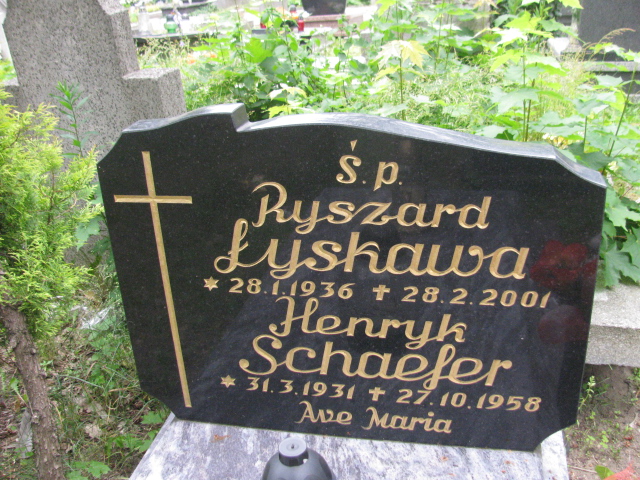 Ś.p.
Ryszard
Łyskawa
* 28.1.1936 + 28.2.2001
Henryk
Schaefer
* 31.3.1931 + 27.10.1958
Ave Maria